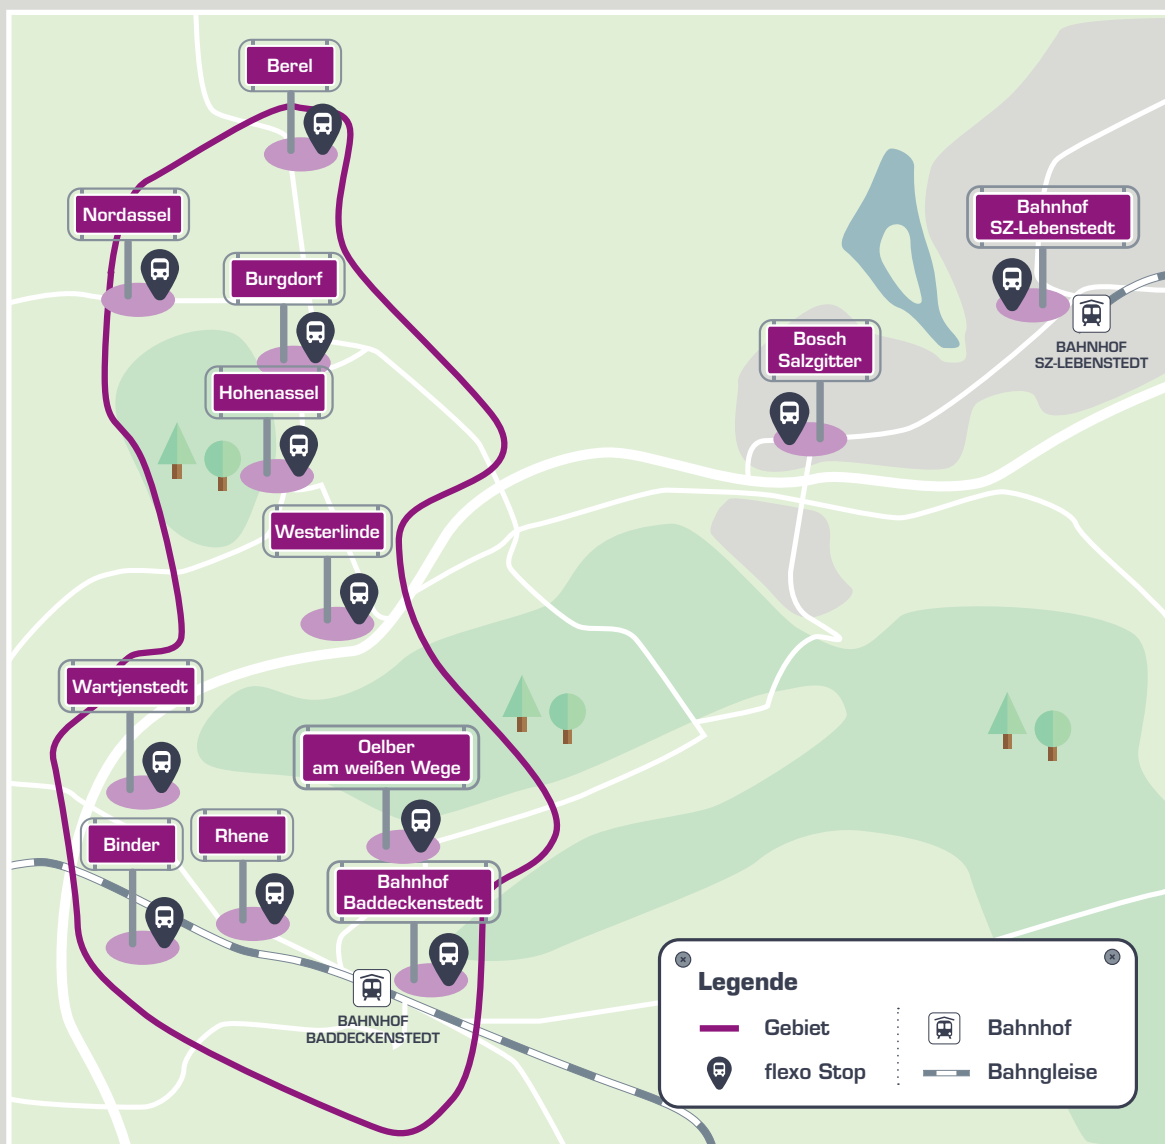 Berel
Nordassel
Bahnhof
SZ-Lebenstedt
Burgdorf
BAHNHOF
SZ-LEBENSTEDT
Bosch
Salzgitter
Hohenassel
Westerlinde
Wartjenstedt
Oelber
am weißen Wege
Binder
Rhene
Bahnhof
Baddeckenstedt
BAHNHOF
BADDECKENSTEDT
Legende
Gebiet
Bahnhof
flexo Stop
Bahngleise